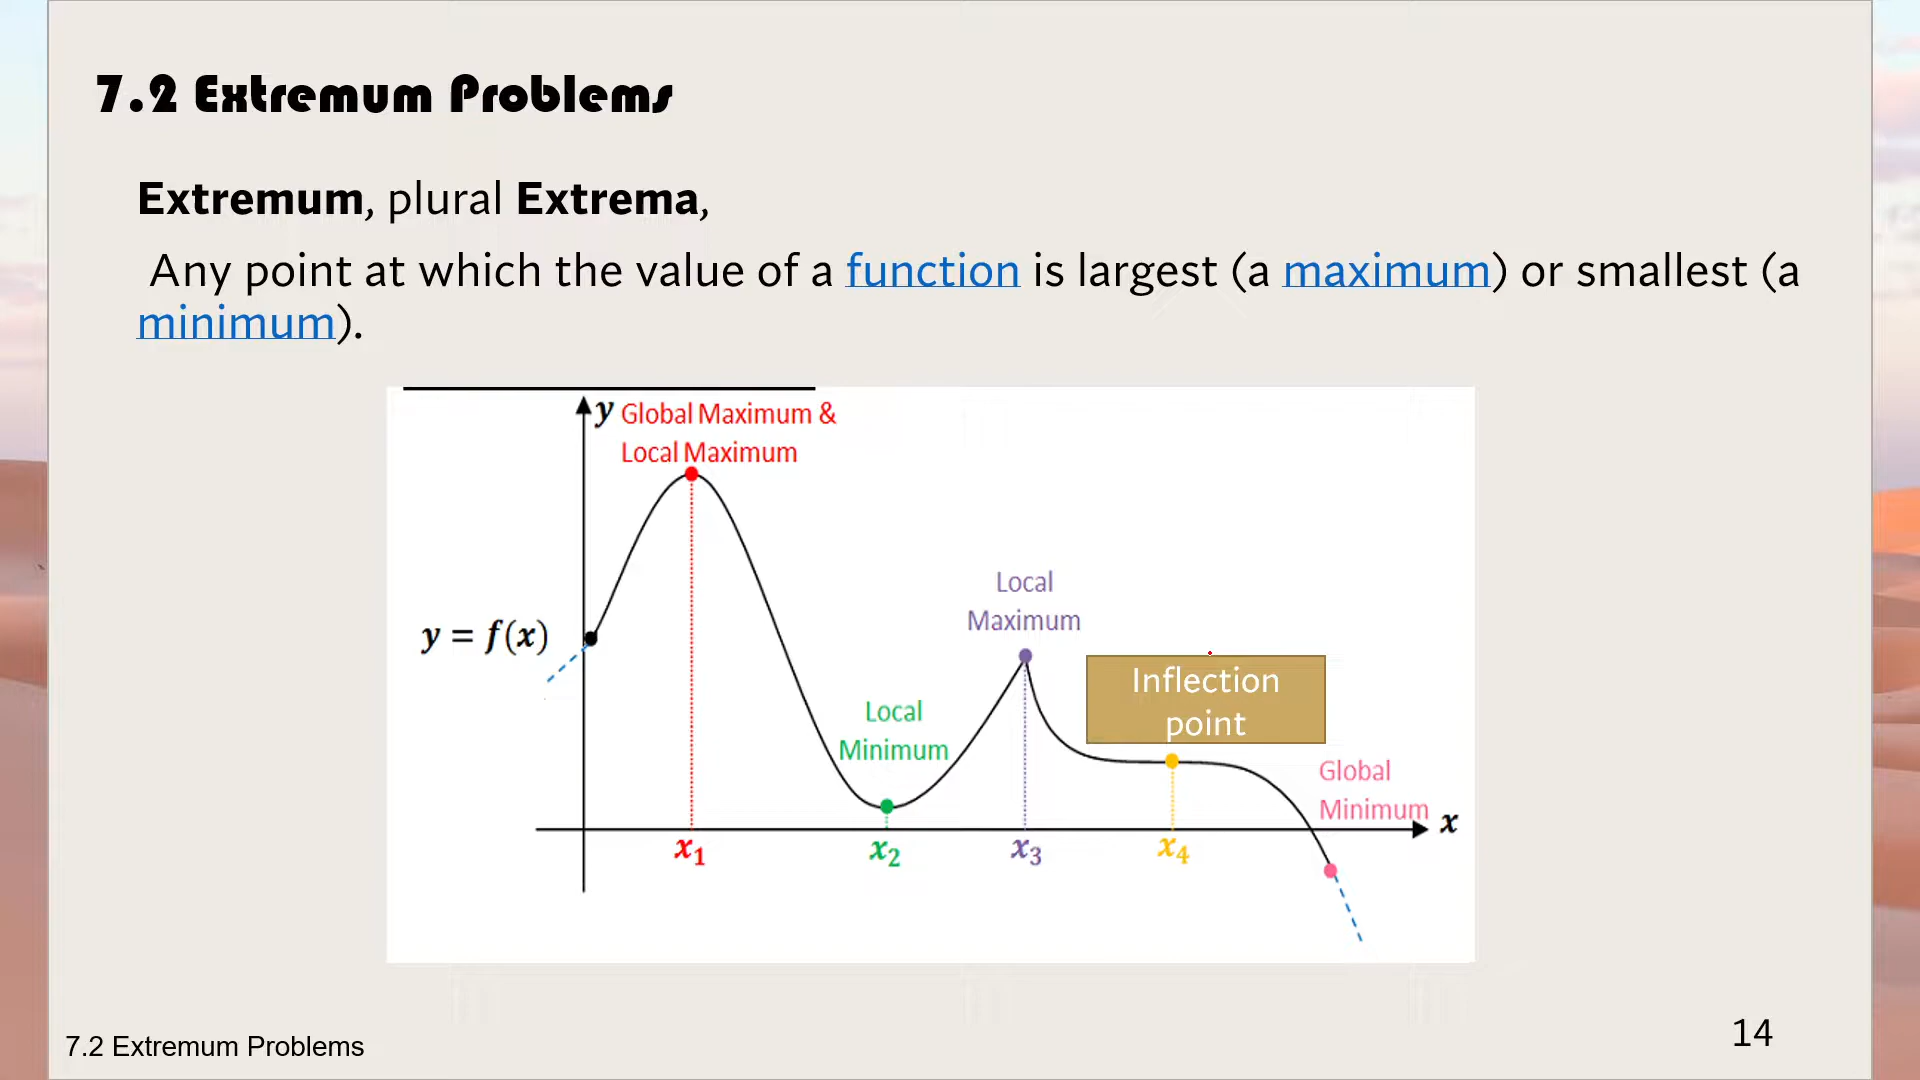 7.2 Extremum Problems
Extremum, plural Extrema,
Any point at which the value of a function is largest (a maximum) or smallest (a
minimum).
y Global Maximum &
Local Maximum
Local
Maximum
y = f(x)
Inflection
point
Local
Minimum
Global
Minimum
x
x₁ x₂ x₃ x₄
7.2 Extremum Problems
14